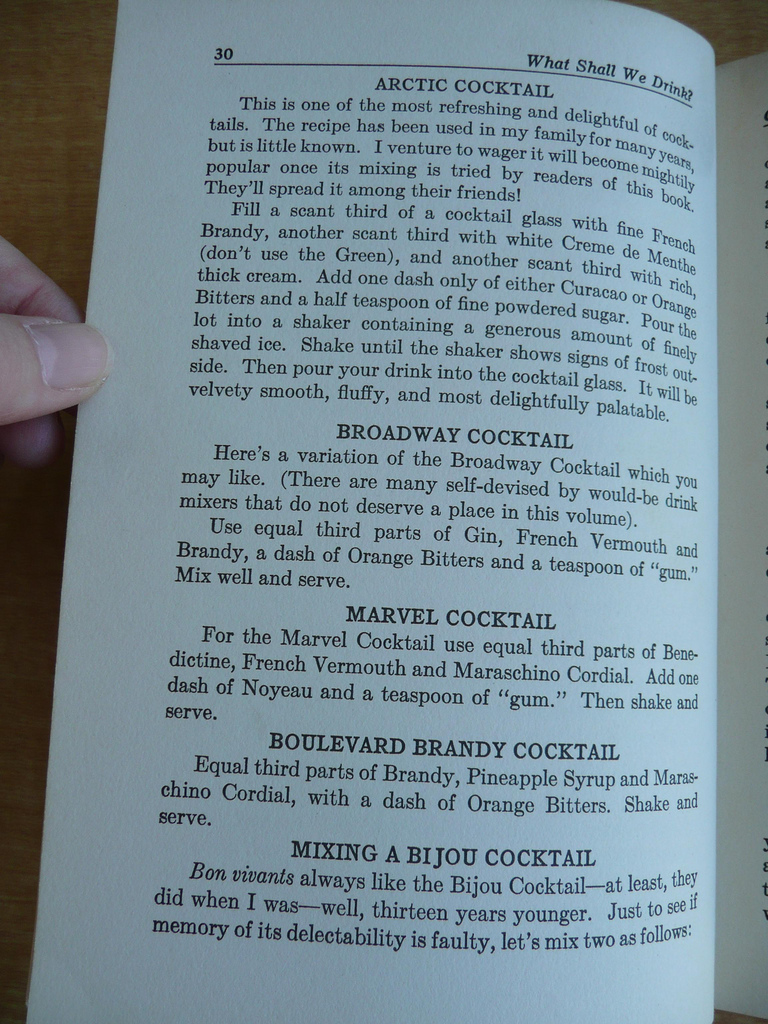 30 What Shall We Drink?
ARCTIC COCKTAIL
This is one of the most refreshing and delightful of cock-
tails. The recipe has been used in my family for many years,
but is little known. I venture to wager it will become mightily
popular once its mixing is tried by readers of this book.
They'll spread it among their friends!
Fill a scant third of a cocktail glass with fine French
Brandy, another scant third with white Creme de Menthe
(don't use the Green), and another scant third with rich,
thick cream. Add one dash only of either Curacao or Orange
Bitters and a half teaspoon of fine powdered sugar. Pour the
lot into a shaker containing a generous amount of finely
shaved ice. Shake until the shaker shows signs of frost out-
side. Then pour your drink into the cocktail glass. It will be
velvety smooth, fluffy, and most delightfully palatable.
BROADWAY COCKTAIL
Here's a variation of the Broadway Cocktail which you
may like. (There are many self-devised by would-be drink
mixers that do not deserve a place in this volume).
Use equal third parts of Gin, French Vermouth and
Brandy, a dash of Orange Bitters and a teaspoon of "gum."
Mix well and serve.
MARVEL COCKTAIL
For the Marvel Cocktail use equal third parts of Bene-
dictine, French Vermouth and Maraschino Cordial. Add one
dash of Noyeau and a teaspoon of "gum." Then shake and
serve.
BOULEVARD BRANDY COCKTAIL
Equal third parts of Brandy, Pineapple Syrup and Maras-
chino Cordial, with a dash of Orange Bitters. Shake and
serve.
MIXING A BIJOU COCKTAIL
Bon vivants always like the Bijou Cocktail—at least, they
did when I was—well, thirteen years younger. Just to see if
memory of its delectability is faulty, let's mix two as follows: